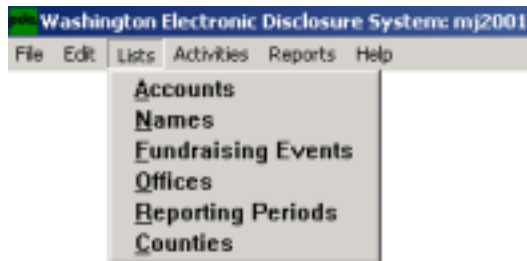 Washington Electronic Disclosure System: mj2001
File Edit Lists Activities Reports Help
Accounts
Names
Fundraising Events
Offices
Reporting Periods
Counties